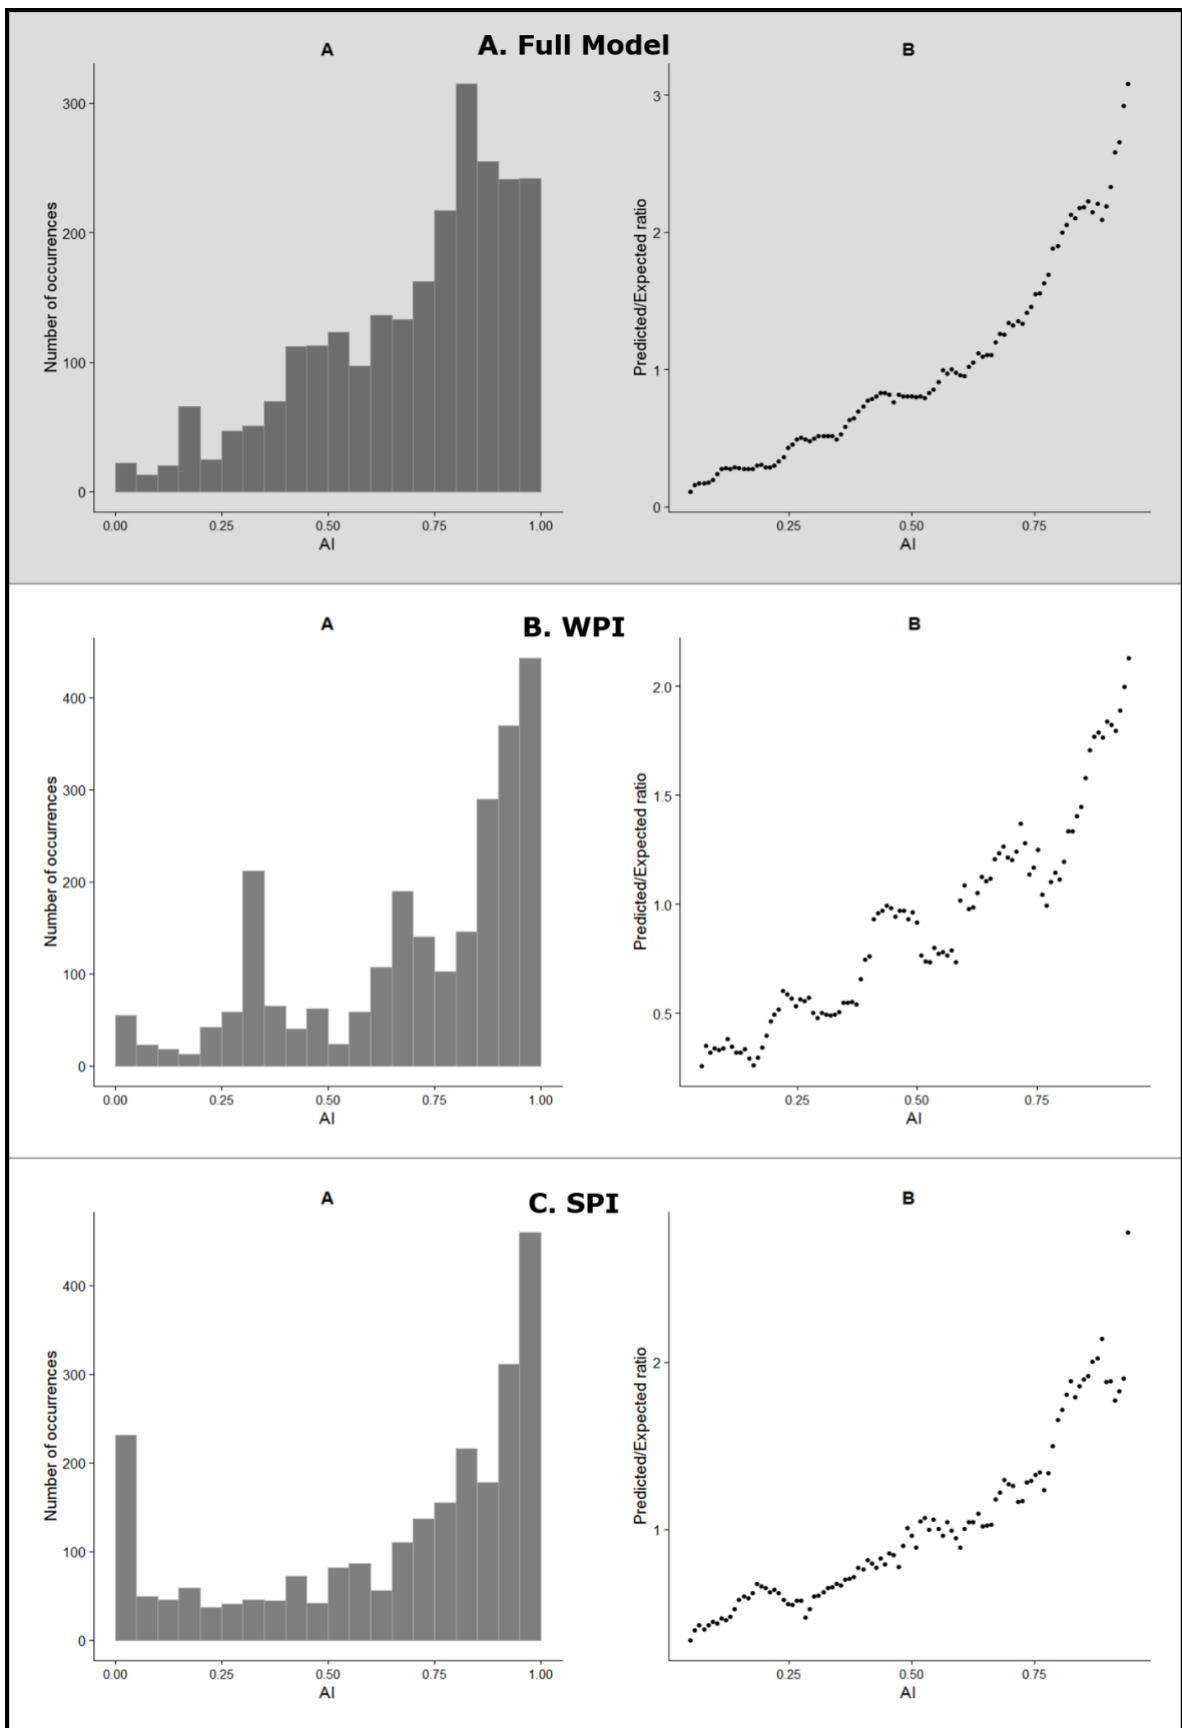 A. Full Model
A
B
Number of occurrences
300
200
100
0
0.00 0.25 0.50 0.75 1.00
AI
Predicted/Expected ratio
3
2
1
0
0.25 0.50 0.75
AI
B. WPI
A
B
Number of occurrences
400
300
200
100
0
0.00 0.25 0.50 0.75 1.00
AI
Predicted/Expected ratio
2.0
1.5
1.0
0.5
0.25 0.50 0.75
AI
C. SPI
A
B
Number of occurrences
400
300
200
100
0
0.00 0.25 0.50 0.75 1.00
AI
Predicted/Expected ratio
2
1
0.25 0.50 0.75
AI